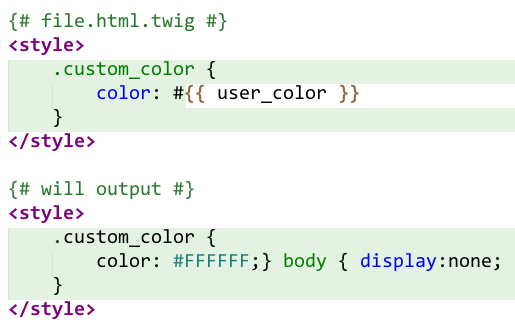 {# file.html.twig #}
<style>
    .custom_color {
        color: #{{ user_color }}
    }
</style>

{# will output #}
<style>
    .custom_color {
        color: #FFFFFF;} body { display:none;
    }
</style>